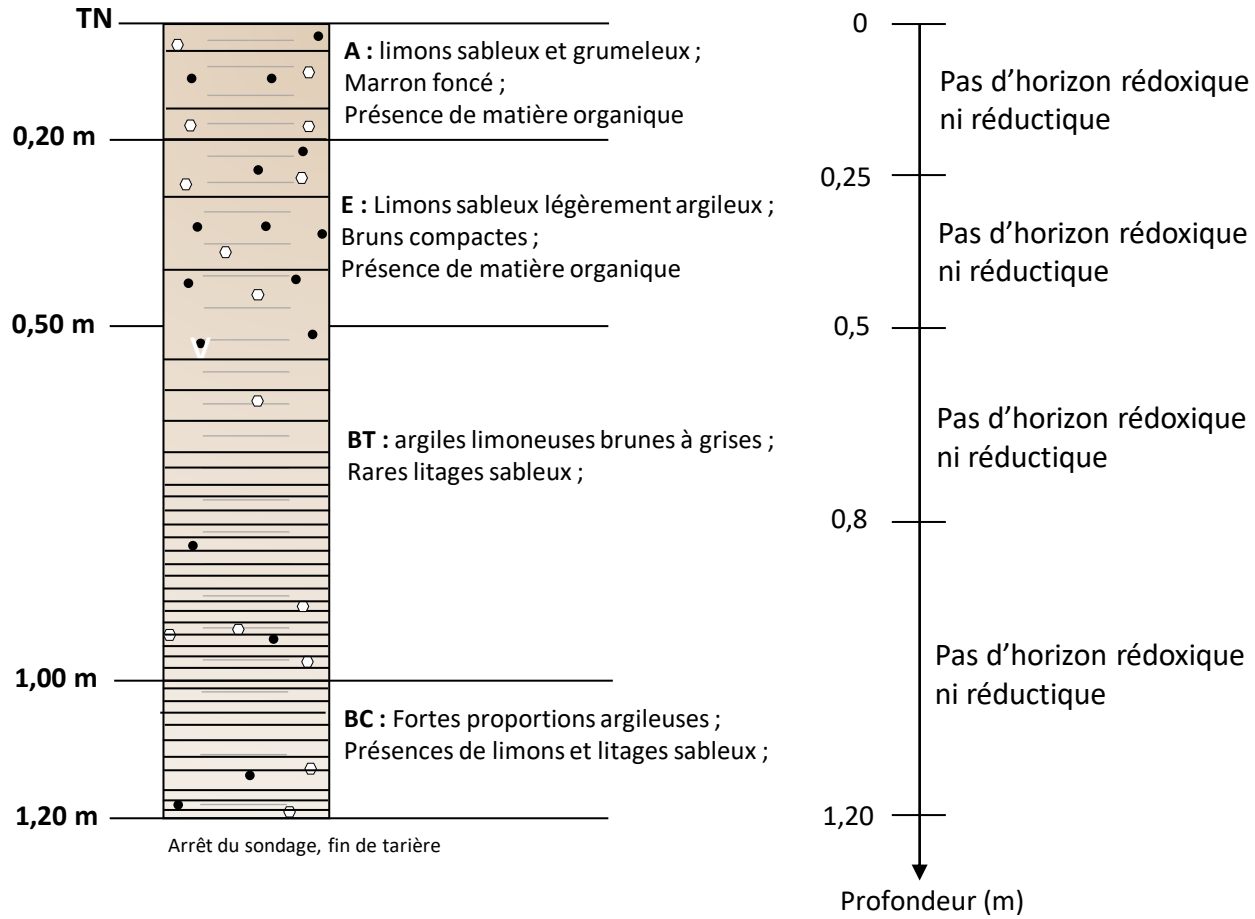 TN
A : limons sableux et grumeleux ;
Marron foncé ;
Présence de matière organique
0,20 m
E : Limons sableux légèrement argileux ;
Bruns compactes ;
Présence de matière organique
0,50 m
BT : argiles limoneuses brunes à grises ;
Rares litages sableux ;
1,00 m
BC : Fortes proportions argileuses ;
Présences de limons et litages sableux ;
1,20 m
Arrêt du sondage, fin de tarière
0
Pas d’horizon rédoxique
ni réductique
0,25
Pas d’horizon rédoxique
ni réductique
0,5
Pas d’horizon rédoxique
ni réductique
0,8
Pas d’horizon rédoxique
ni réductique
1,20
Profondeur (m)